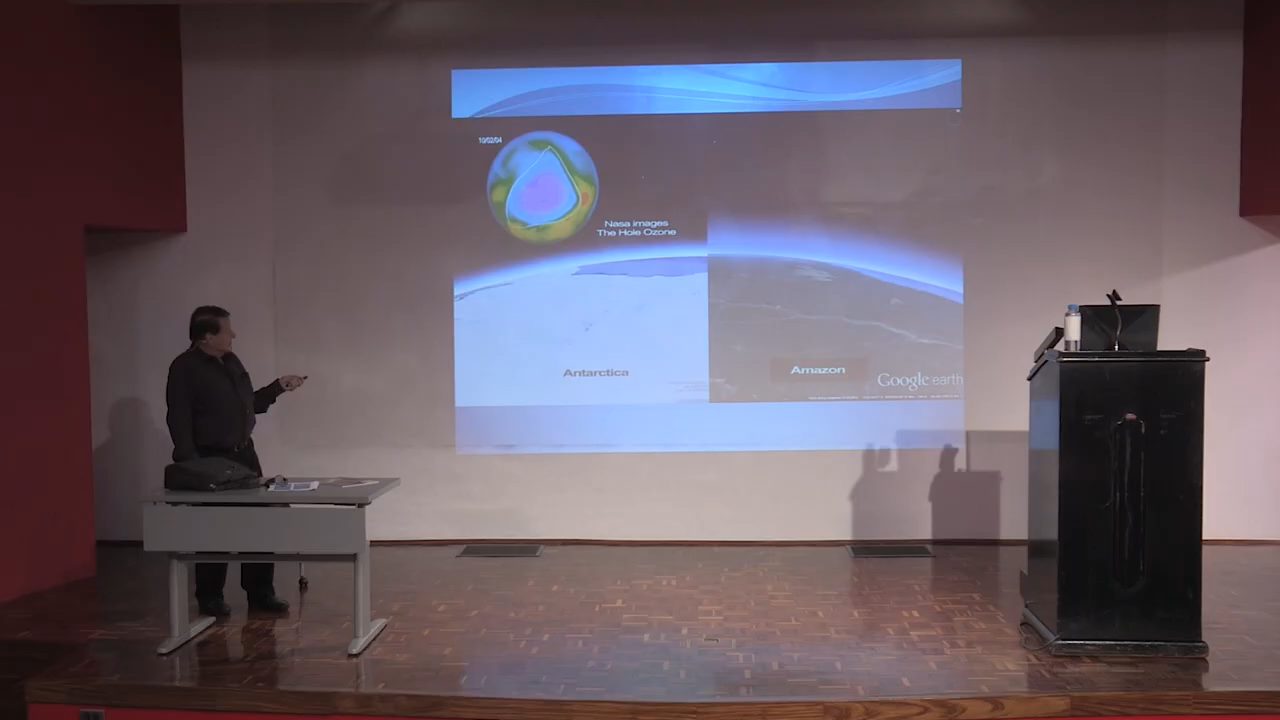 10/02/04
Nasa images
The Hole Ozone
Antarctica
Amazon
Google earth